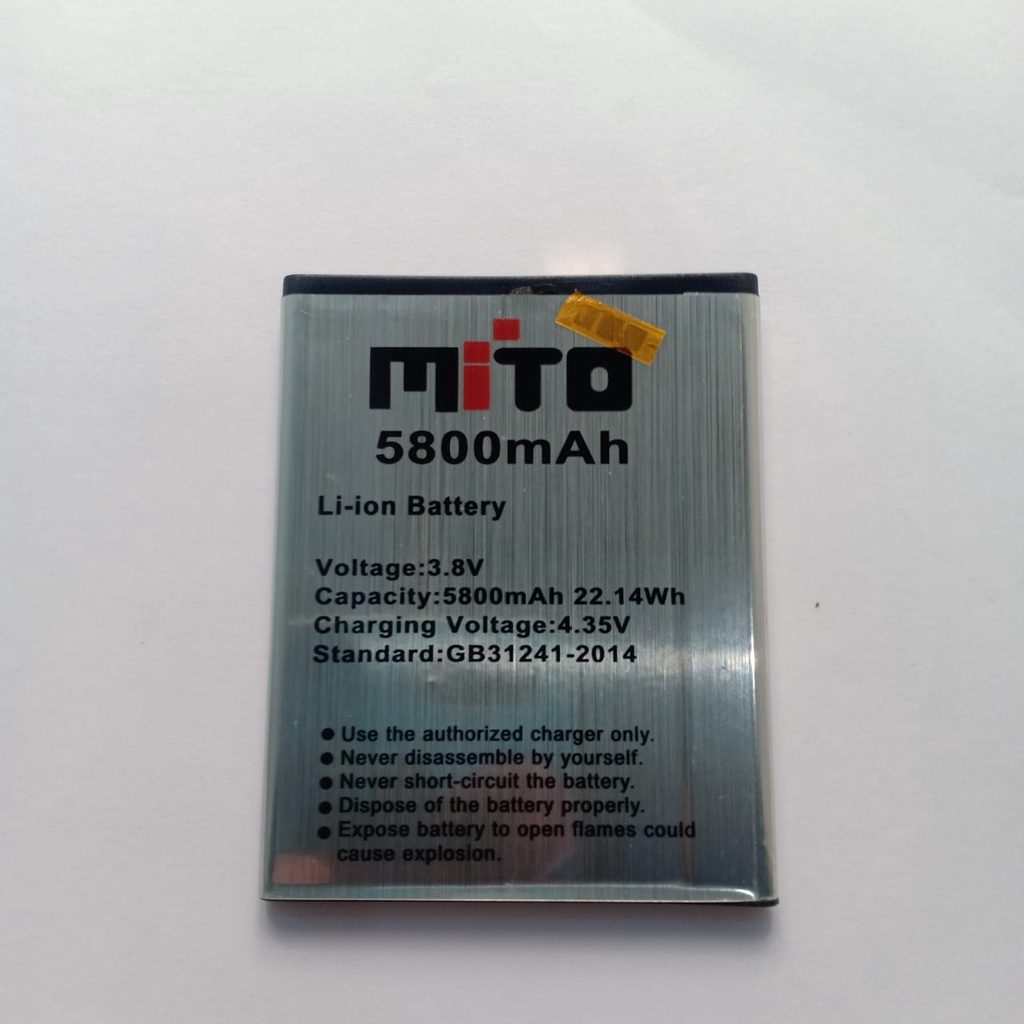 MiTO
5800mAh
Li-ion Battery
Voltage:3.8V
Capacity:5800mAh 22.14Wh
Charging Voltage:4.35V
Standard:GB31241-2014
● Use the authorized charger only.
● Never disassemble by yourself.
● Never short-circuit the battery.
● Dispose of the battery properly.
● Expose battery to open flames could
cause explosion.